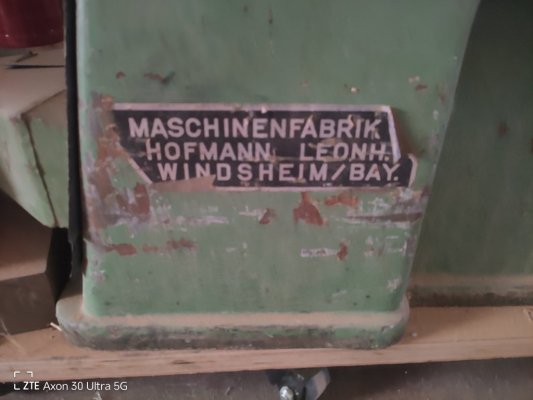 MASCHINENFABRIK
HOFMANN LEONH.
WINDSHEIM/BAY.
ZTE Axon 30 Ultra 5G